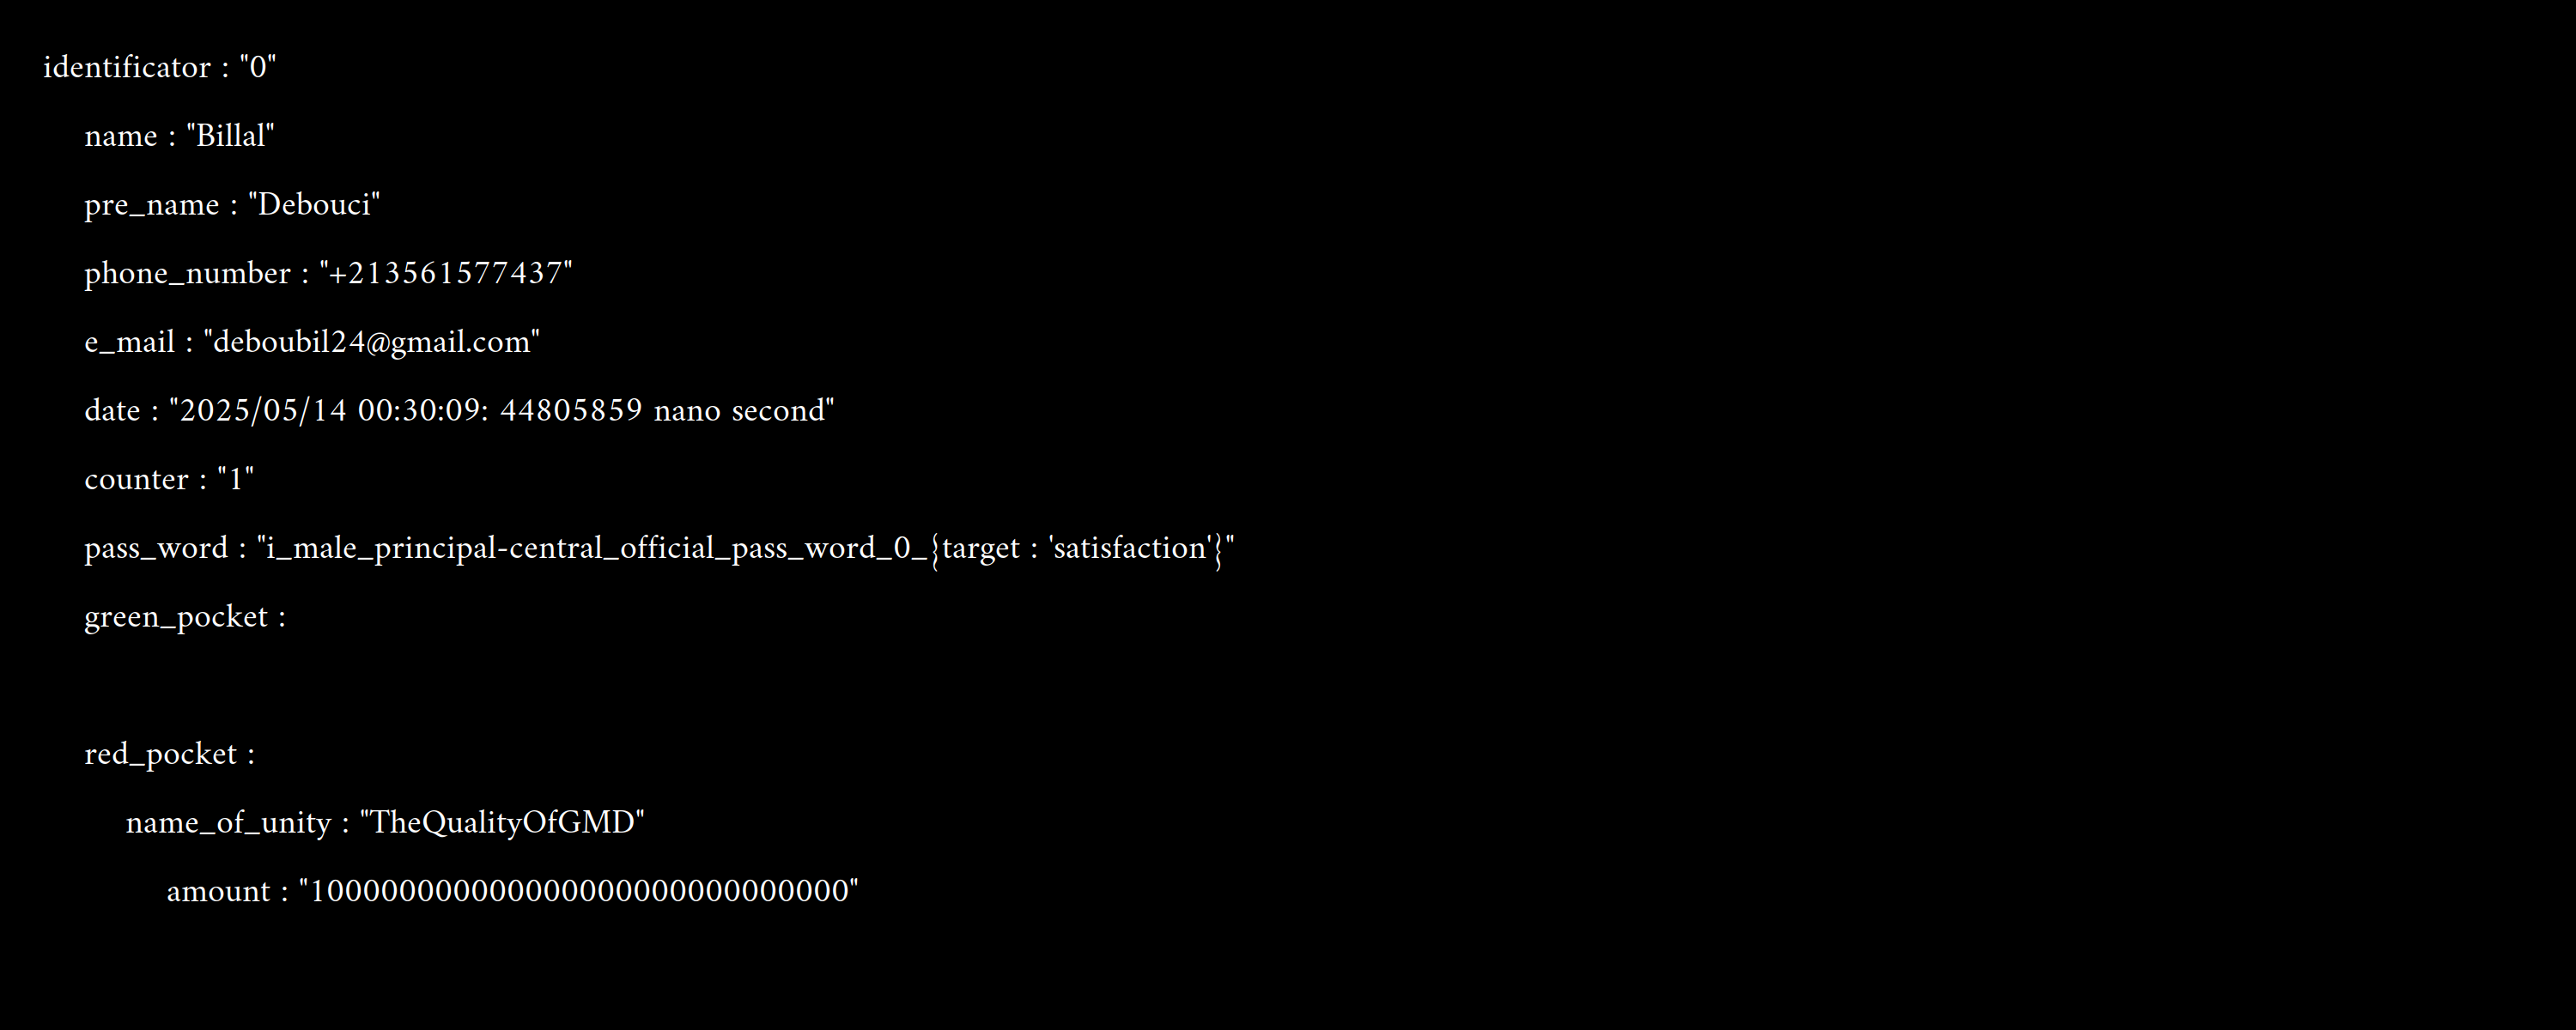 identificator : "0"
name : "Billal"
pre_name : "Debouci"
phone_number : "+213561577437"
e_mail : "deboubil24@gmail.com"
date : "2025/05/14 00:30:09: 44805859 nano second"
counter : "1"
pass_word : "i_male_principal-central_official_pass_word_0_{target : 'satisfaction'}"
green_pocket :
red_pocket :
name_of_unity : "TheQualityOfGMD"
amount : "100000000000000000000000000000"